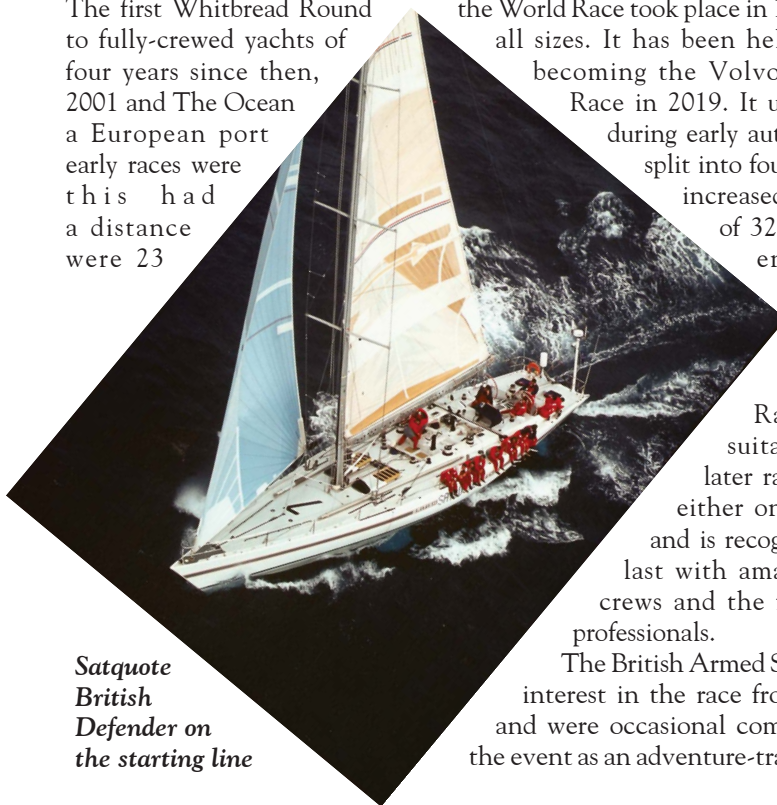 The first Whitbread Round the World Race took place in
to fully-crewed yachts of all sizes. It has been hel
four years since then, becoming the Volvo
2001 and The Ocean Race in 2019. It u
a European port during early aut
early races were split into fou
this had increased
a distance of 32
were 23 en
Ra
suita
later ra
either on
and is recog
last with ama
crews and the
professionals.
The British Armed S
interest in the race fro
and were occasional com
the event as an adventure-tra
Satquote
British
Defender on
the starting line